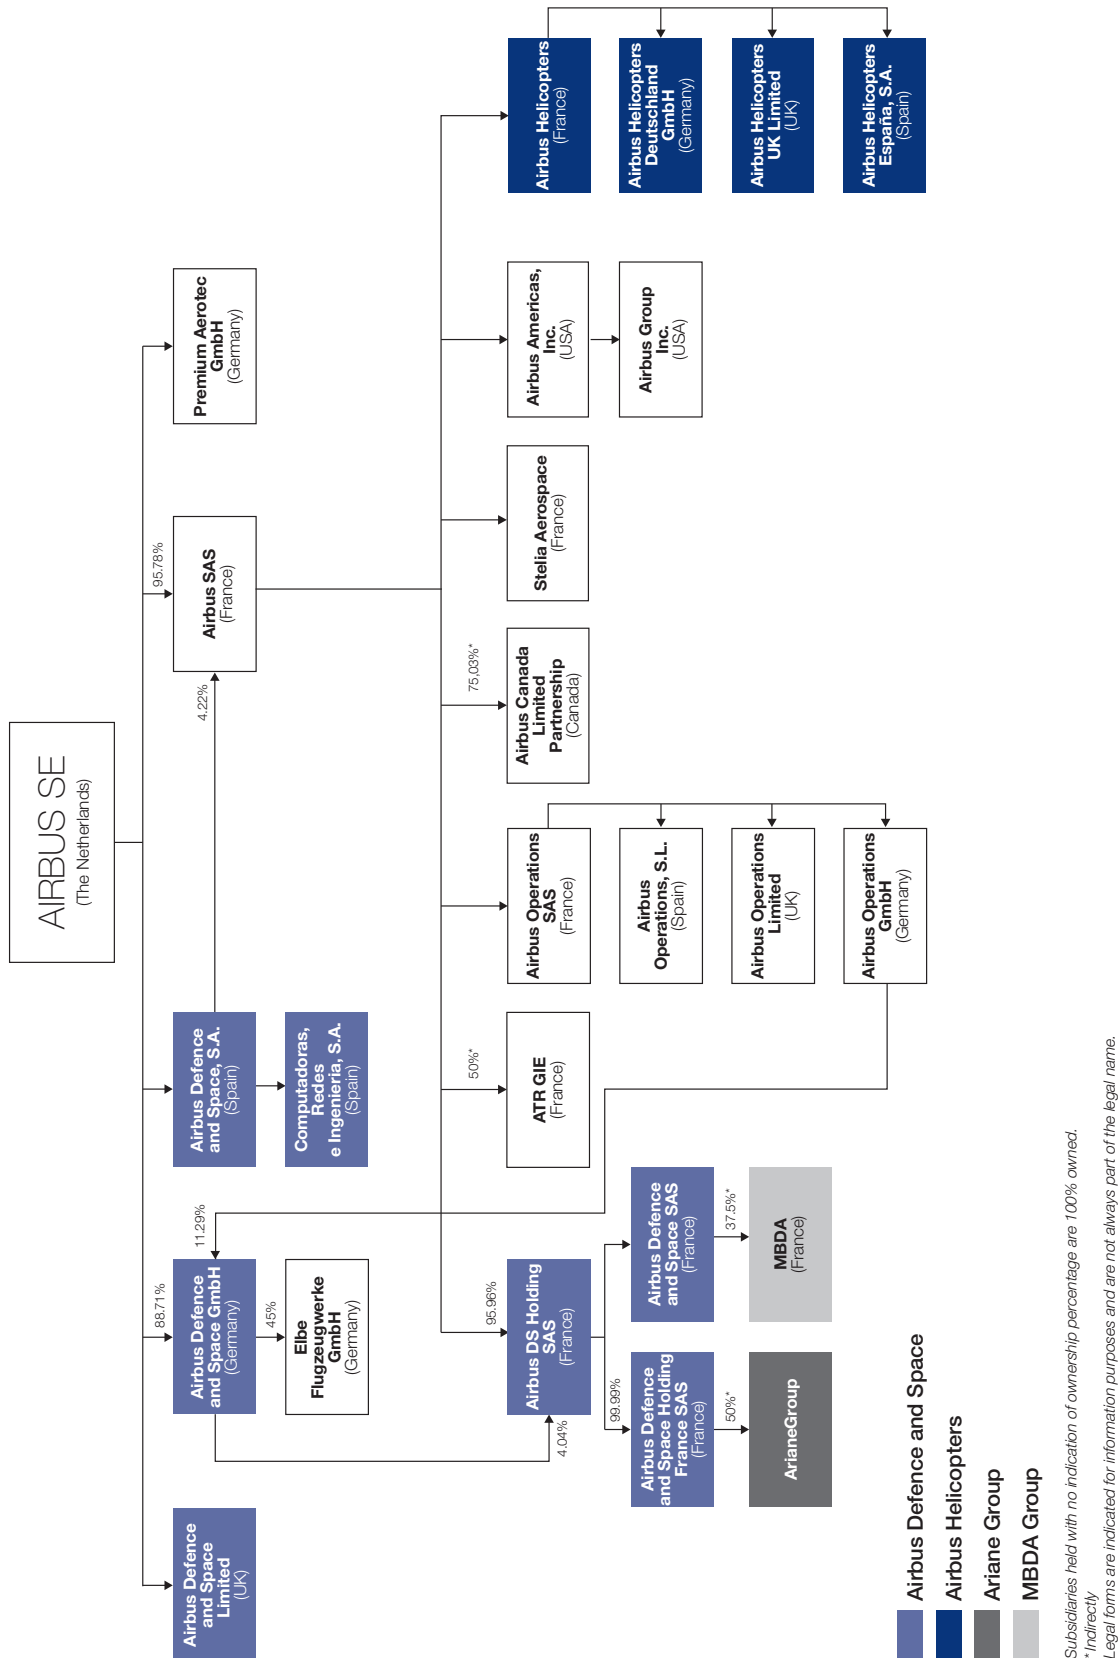 AIRBUS SE
(The Netherlands)
88.71%
95.78%
Airbus Defence
and Space
Limited
(UK)
Airbus Defence
and Space GmbH
(Germany)
11.29%
Airbus Defence
and Space, S.A.
(Spain)
4.22%
Airbus SAS
(France)
Premium Aerotec
GmbH
(Germany)
45%
Elbe
Flugzeugwerke
GmbH
(Germany)
Computadoras,
Redes
e Ingenieria, S.A.
(Spain)
95.96%
50%*
75,03%*
4.04%
Airbus DS Holding
SAS
(France)
ATR GIE
(France)
Airbus Operations
SAS
(France)
Airbus Canada
Limited
Partnership
(Canada)
Stelia Aerospace
(France)
Airbus Americas,
Inc.
(USA)
Airbus Helicopters
(France)
99.99%
Airbus Defence
and Space Holding
France SAS
(France)
Airbus Defence
and Space SAS
(France)
Airbus
Operations, S.L.
(Spain)
Airbus Group
Inc.
(USA)
Airbus Helicopters
Deutschland
GmbH
(Germany)
50%*
37.5%*
ArianeGroup
MBDA
(France)
Airbus Operations
Limited
(UK)
Airbus Helicopters
UK Limited
(UK)
Airbus Operations
GmbH
(Germany)
Airbus Helicopters
España, S.A.
(Spain)
Airbus Defence and Space
Airbus Helicopters
Ariane Group
MBDA Group
Subsidiaries held with no indication of ownership percentage are 100% owned.
* Indirectly
Legal forms are indicated for information purposes and are not always part of the legal name.